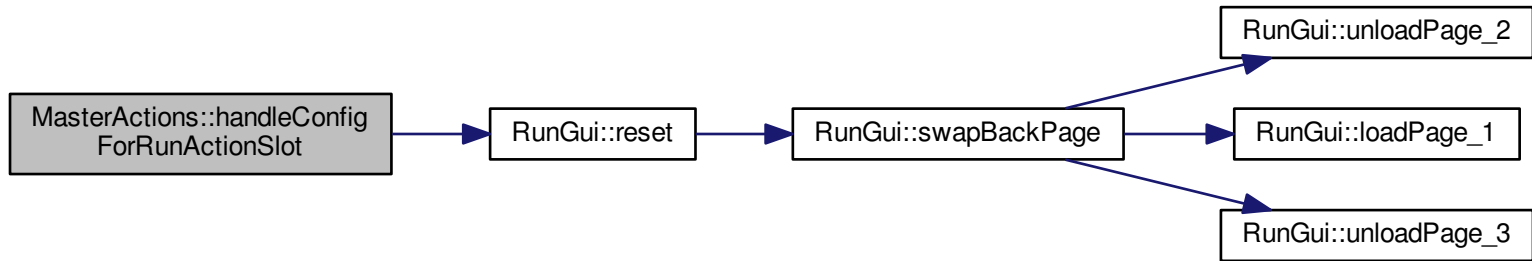 MasterActions::handleConfig
ForRunActionSlot
RunGui::reset
RunGui::swapBackPage
RunGui::unloadPage_2
RunGui::loadPage_1
RunGui::unloadPage_3